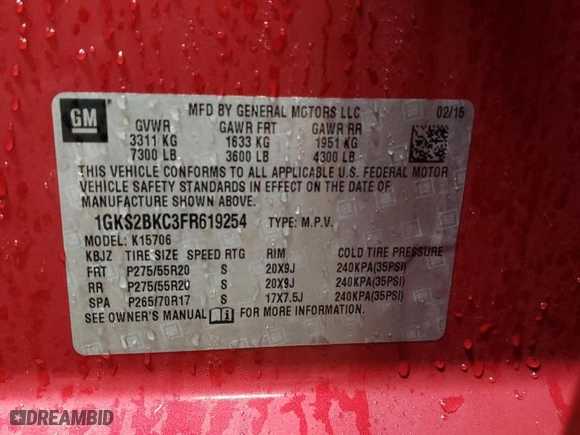 GM
MFD BY GENERAL MOTORS LLC 02/15
GVWR GAWR FRT GAWR RR
3311 KG 1633 KG 1951 KG
7300 LB 3600 LB 4300 LB
THIS VEHICLE CONFORMS TO ALL APPLICABLE U.S. FEDERAL MOTOR
VEHICLE SAFETY STANDARDS IN EFFECT ON THE DATE OF
MANUFACTURE SHOWN ABOVE.
1GKS2BKC3FR619254 TYPE: M.P.V.
MODEL: K15706
KBJZ TIRE SIZE SPEED RTG RIM COLD TIRE PRESSURE
FRT P275/55R20 S 20X9J 240KPA(35PSI)
RR P275/55R20 S 20X9J 240KPA(35PSI)
SPA P265/70R17 S 17X7.5J 240KPA(35PSI)
SEE OWNER'S MANUAL FOR MORE INFORMATION.
DREAMBID